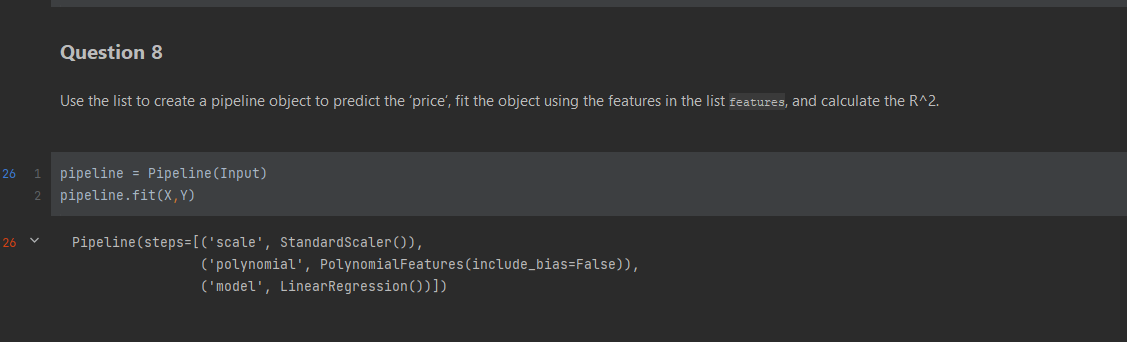 Question 8
Use the list to create a pipeline object to predict the ‘price’, fit the object using the features in the list features, and calculate the R^2.
26 1 pipeline = Pipeline(Input)
2 pipeline.fit(X,Y)
26 Pipeline(steps=[('scale', StandardScaler()),
('polynomial', PolynomialFeatures(include_bias=False)),
('model', LinearRegression())])